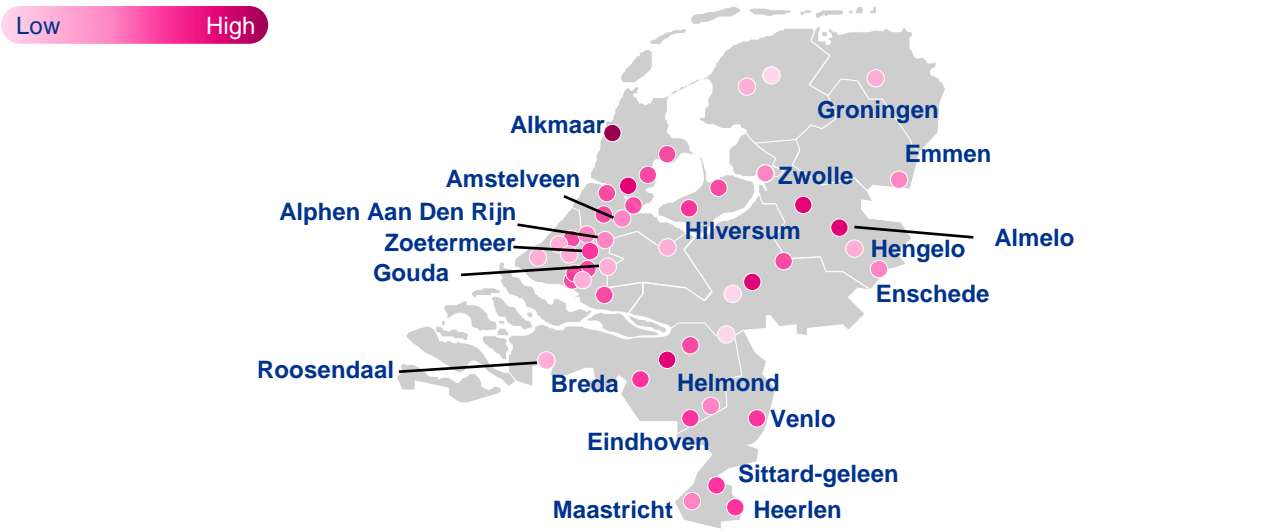 Low High
Groningen
Alkmaar
Emmen
Amstelveen
Zwolle
Alphen Aan Den Rijn
Hilversum
Zoetermeer
Almelo
Hengelo
Gouda
Enschede
Roosendaal
Breda
Helmond
Venlo
Eindhoven
Sittard-geleen
Maastricht
Heerlen